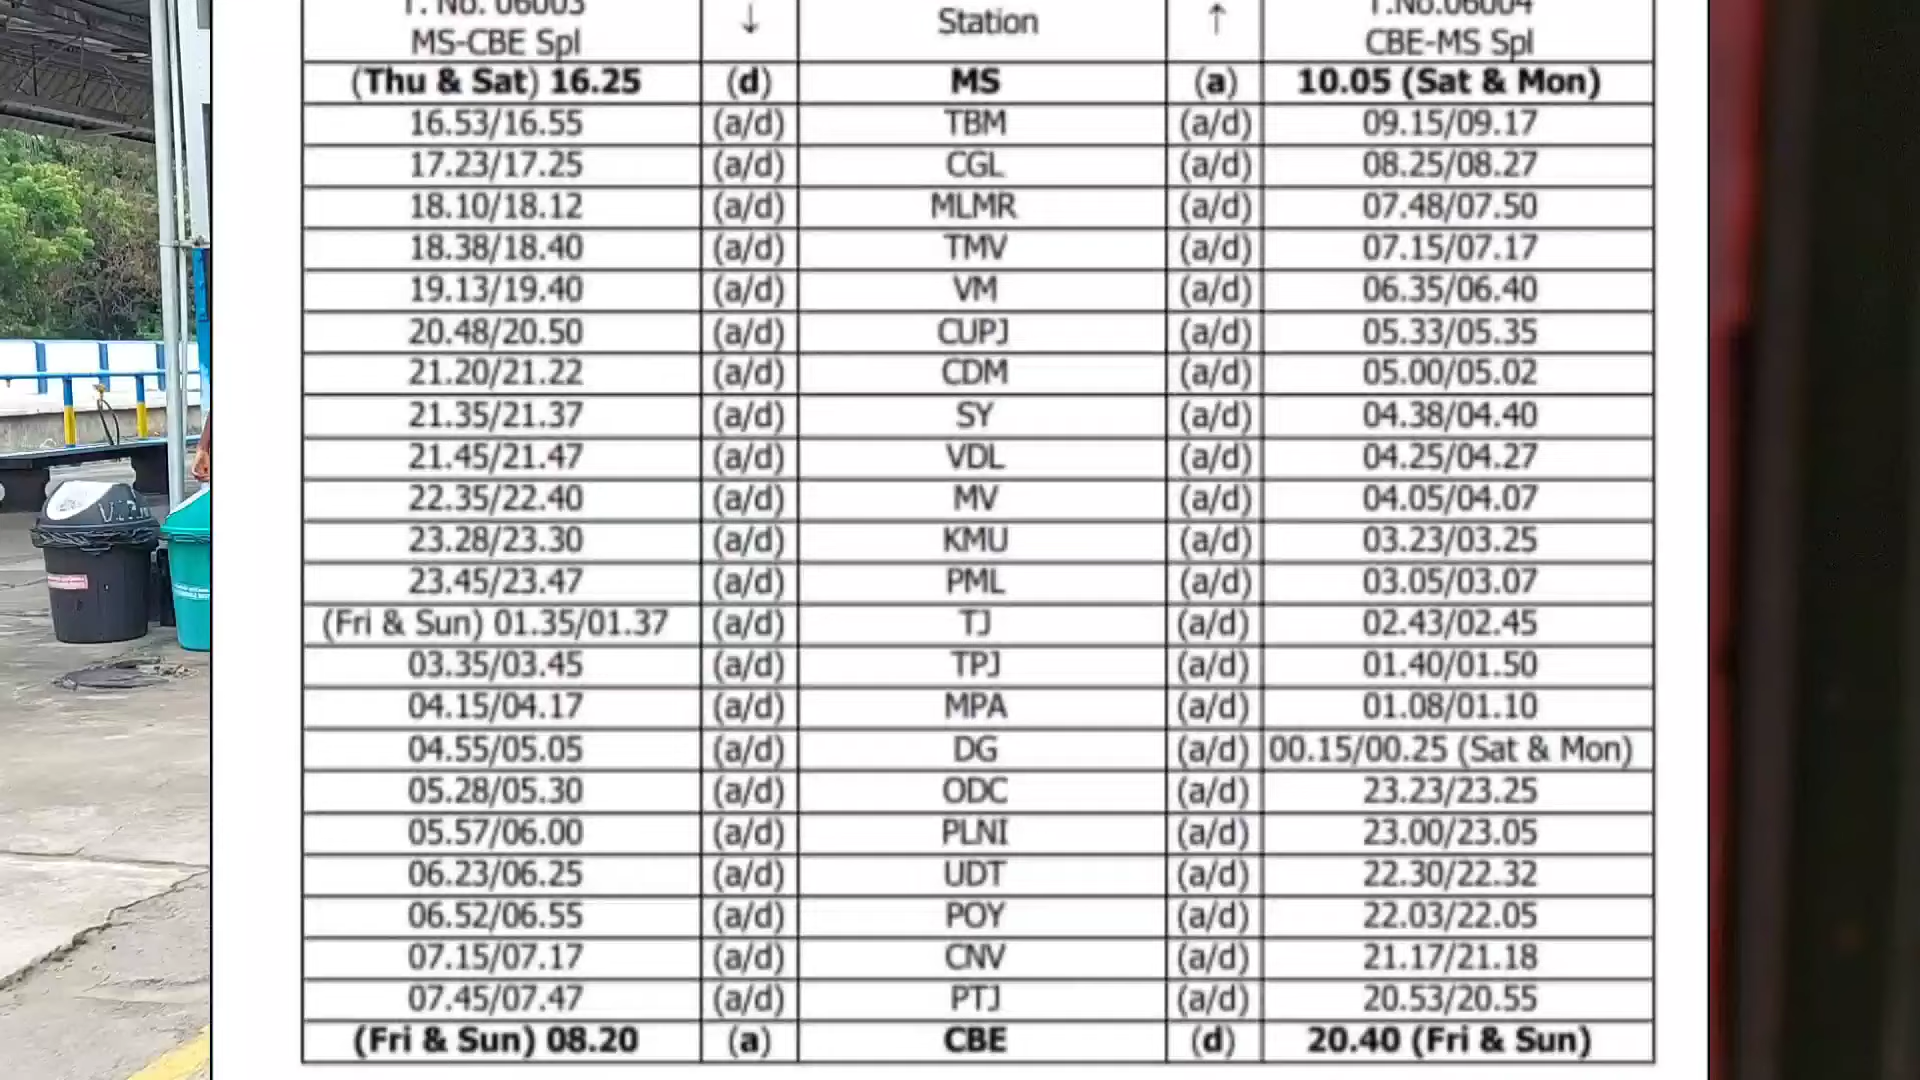 T. No. 06003 ↓ Station ↑ T.No.06004
MS-CBE Spl CBE-MS Spl
(Thu & Sat) 16.25 (d) MS (a) 10.05 (Sat & Mon)
16.53/16.55 (a/d) TBM (a/d) 09.15/09.17
17.23/17.25 (a/d) CGL (a/d) 08.25/08.27
18.10/18.12 (a/d) MLMR (a/d) 07.48/07.50
18.38/18.40 (a/d) TMV (a/d) 07.15/07.17
19.13/19.40 (a/d) VM (a/d) 06.35/06.40
20.48/20.50 (a/d) CUPJ (a/d) 05.33/05.35
21.20/21.22 (a/d) CDM (a/d) 05.00/05.02
21.35/21.37 (a/d) SY (a/d) 04.38/04.40
21.45/21.47 (a/d) VDL (a/d) 04.25/04.27
22.35/22.40 (a/d) MV (a/d) 04.05/04.07
23.28/23.30 (a/d) KMU (a/d) 03.23/03.25
23.45/23.47 (a/d) PML (a/d) 03.05/03.07
(Fri & Sun) 01.35/01.37 (a/d) TJ (a/d) 02.43/02.45
03.35/03.45 (a/d) TPJ (a/d) 01.40/01.50
04.15/04.17 (a/d) MPA (a/d) 01.08/01.10
04.55/05.05 (a/d) DG (a/d) 00.15/00.25 (Sat & Mon)
05.28/05.30 (a/d) ODC (a/d) 23.23/23.25
05.57/06.00 (a/d) PLNI (a/d) 23.00/23.05
06.23/06.25 (a/d) UDT (a/d) 22.30/22.32
06.52/06.55 (a/d) POY (a/d) 22.03/22.05
07.15/07.17 (a/d) CNV (a/d) 21.17/21.18
07.45/07.47 (a/d) PTJ (a/d) 20.53/20.55
(Fri & Sun) 08.20 (a) CBE (d) 20.40 (Fri & Sun)